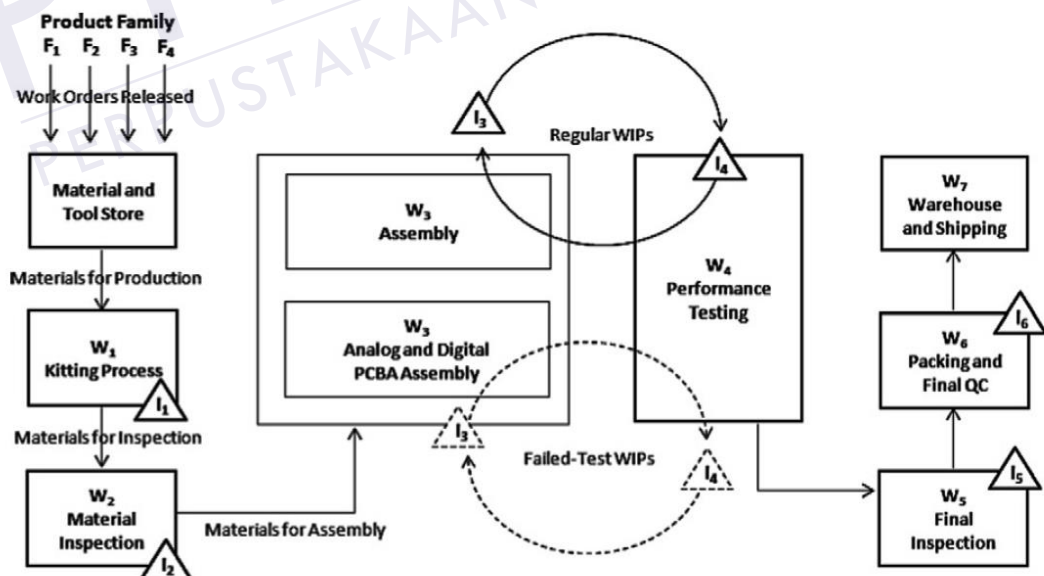 Product Family
F1 F2 F3 F4
Work Orders Released
Material and
Tool Store
Materials for Production
W1
Kitting Process
I1
Materials for Inspection
W2
Material
Inspection
I2
Materials for Assembly
W3
Assembly
W3
Analog and Digital
PCBA Assembly
I3
Regular WIPs
I4
W4
Performance
Testing
I3
Failed-Test WIPs
I4
W7
Warehouse
and Shipping
W6
Packing and
Final QC
I6
W5
Final
Inspection
I5
PERPUSTAKAAN